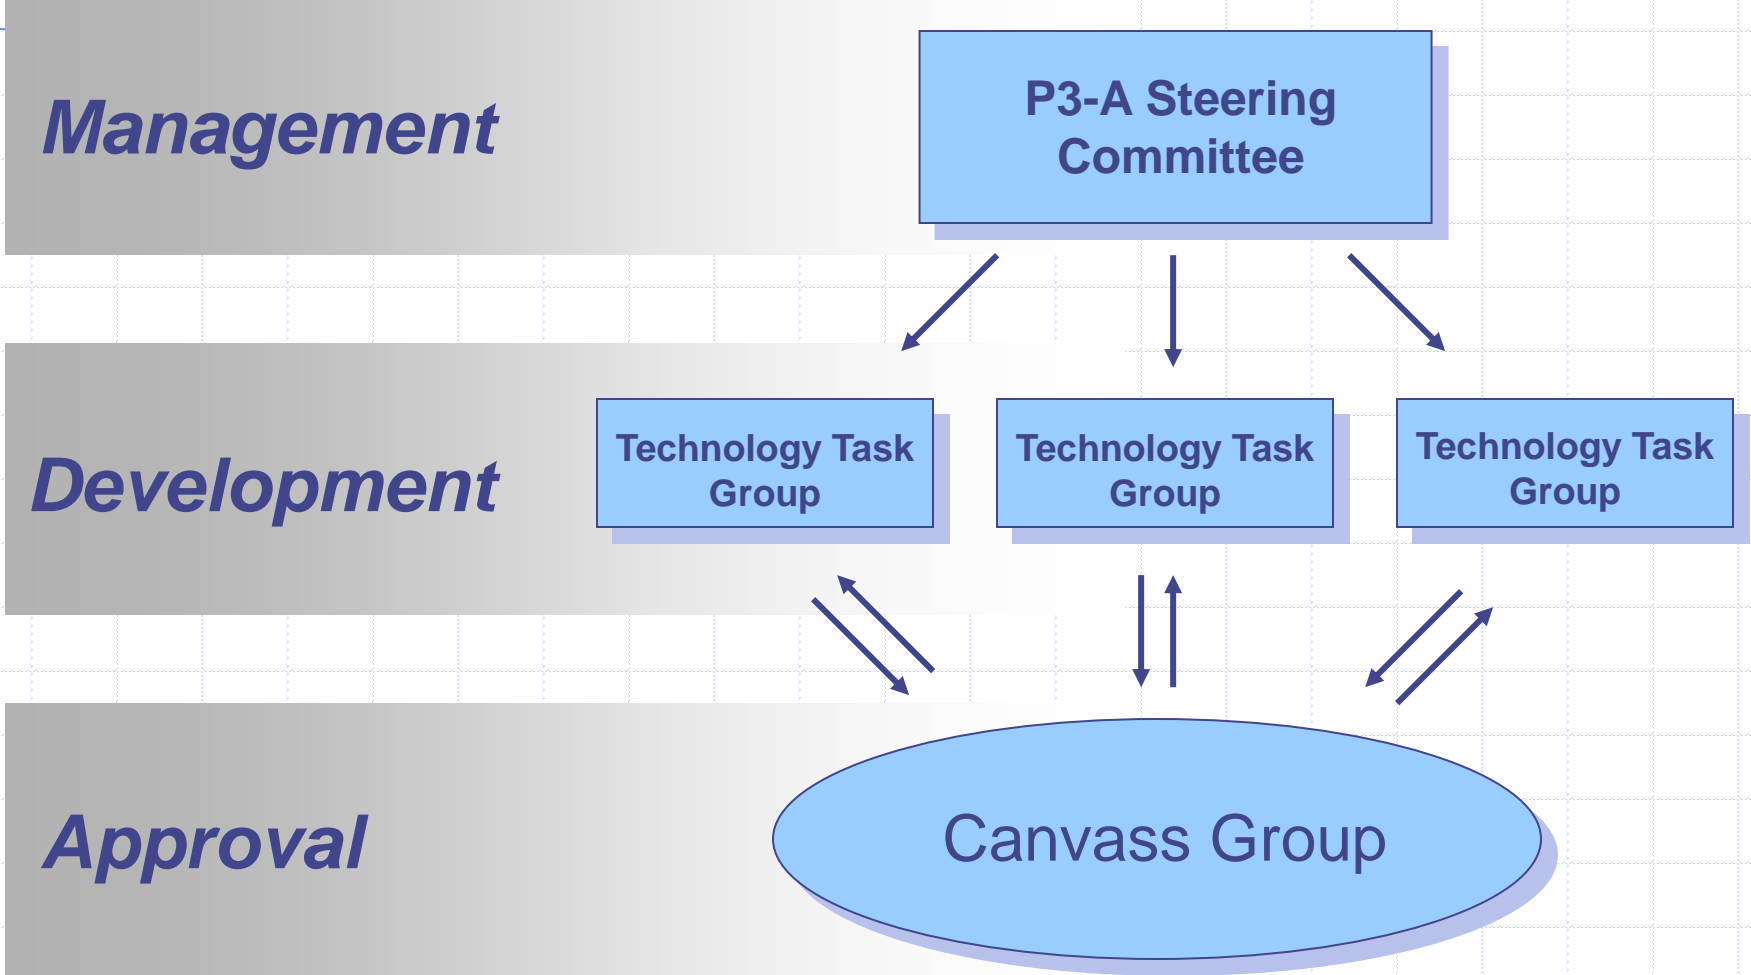 Management
P3-A Steering
Committee
Development
Technology Task
Group
Technology Task
Group
Technology Task
Group
Approval
Canvass Group